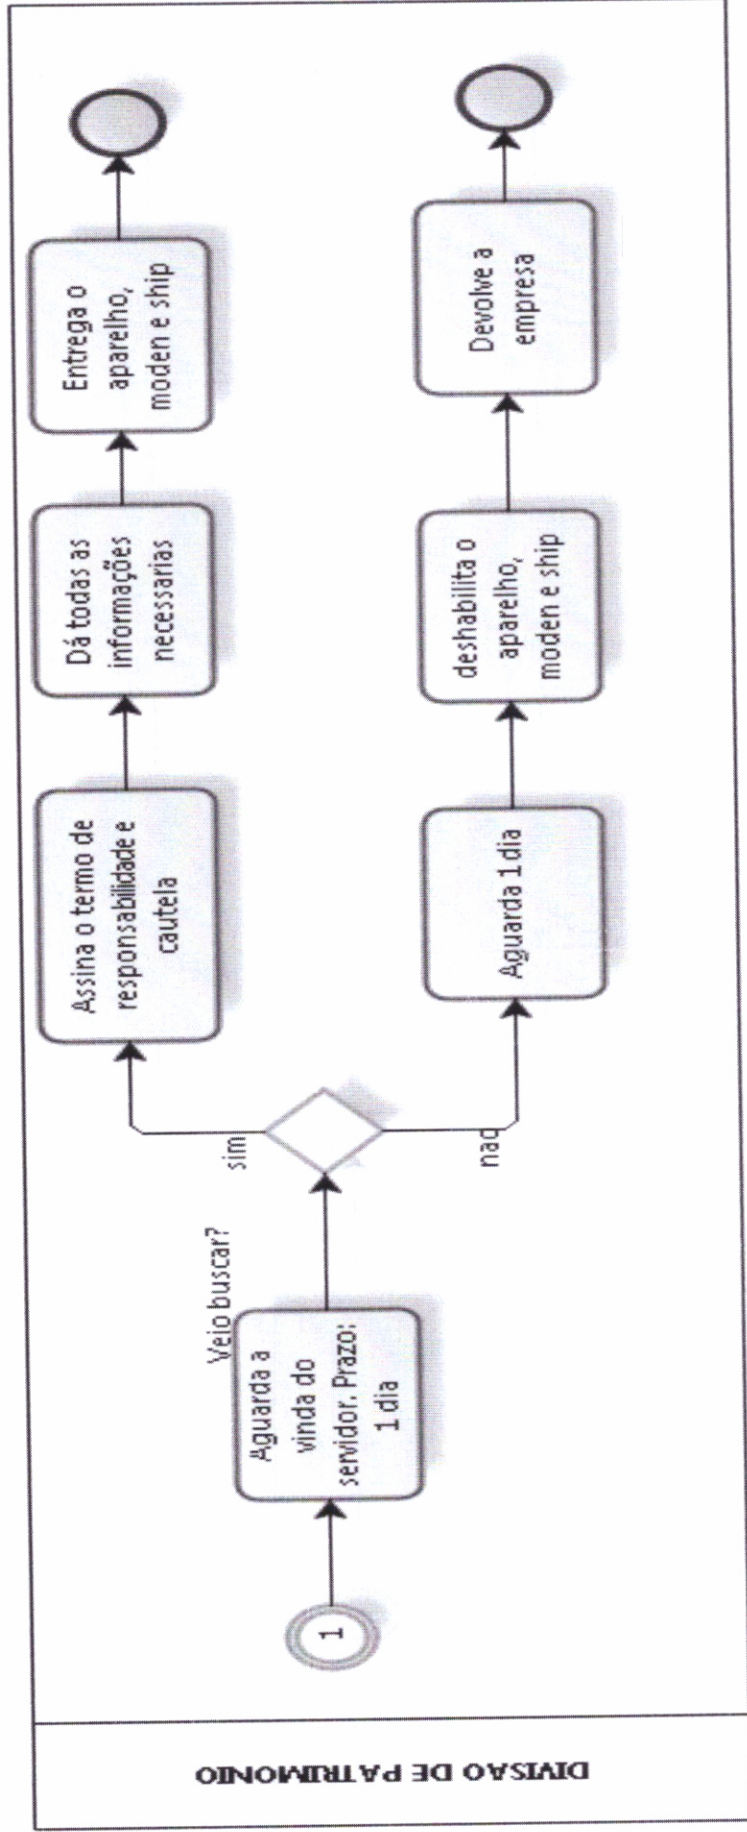 DIVISAO DE PATRIMONIO
1
Aguarda a
vinda do
servidor. Prazo:
1 dia
Veio buscar?
sim
Assina o termo de
responsabilidade e
cautela
Dá todas as
informações
necessarias
Entrega o
aparelho,
moden e ship
nao
Aguarda 1 dia
deshabilita o
aparelho,
moden e ship
Devolve a
empresa